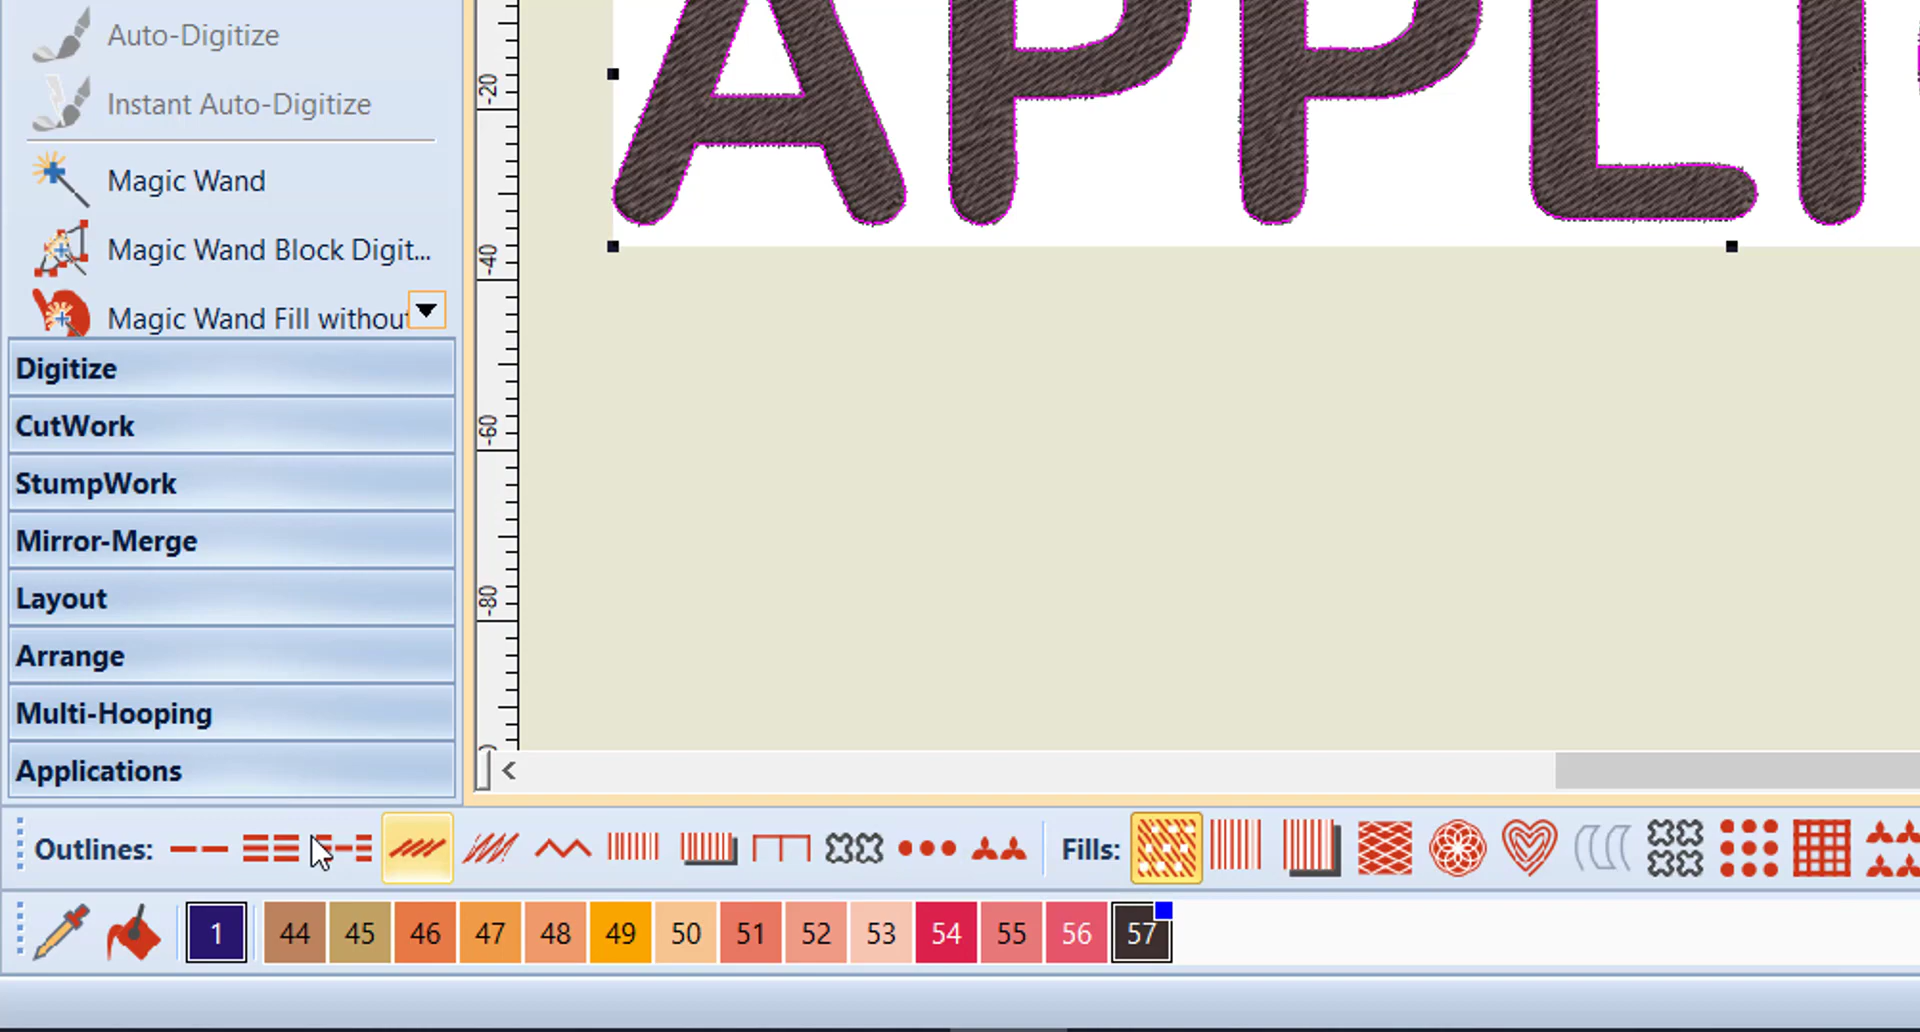 Auto-Digitize
Instant Auto-Digitize
Magic Wand
Magic Wand Block Digit...
Magic Wand Fill without
Digitize
CutWork
StumpWork
Mirror-Merge
Layout
Arrange
Multi-Hooping
Applications
APPLI
-20
-40
-60
-80
Outlines:
Fills:
1 44 45 46 47 48 49 50 51 52 53 54 55 56 57